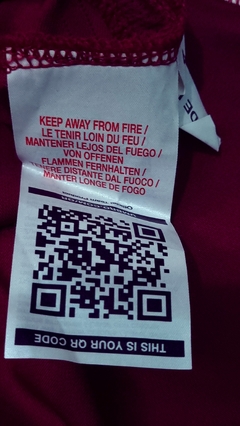 KEEP AWAY FROM FIRE /
LE TENIR LOIN DU FEU /
MANTENER LEJOS DEL FUEGO /
VON OFFENEN
FLAMMEN FERNHALTEN /
DISTANTE DAL FUOCO /
MANTER LONGE DE FOGO
THIS IS YOUR QR CODE